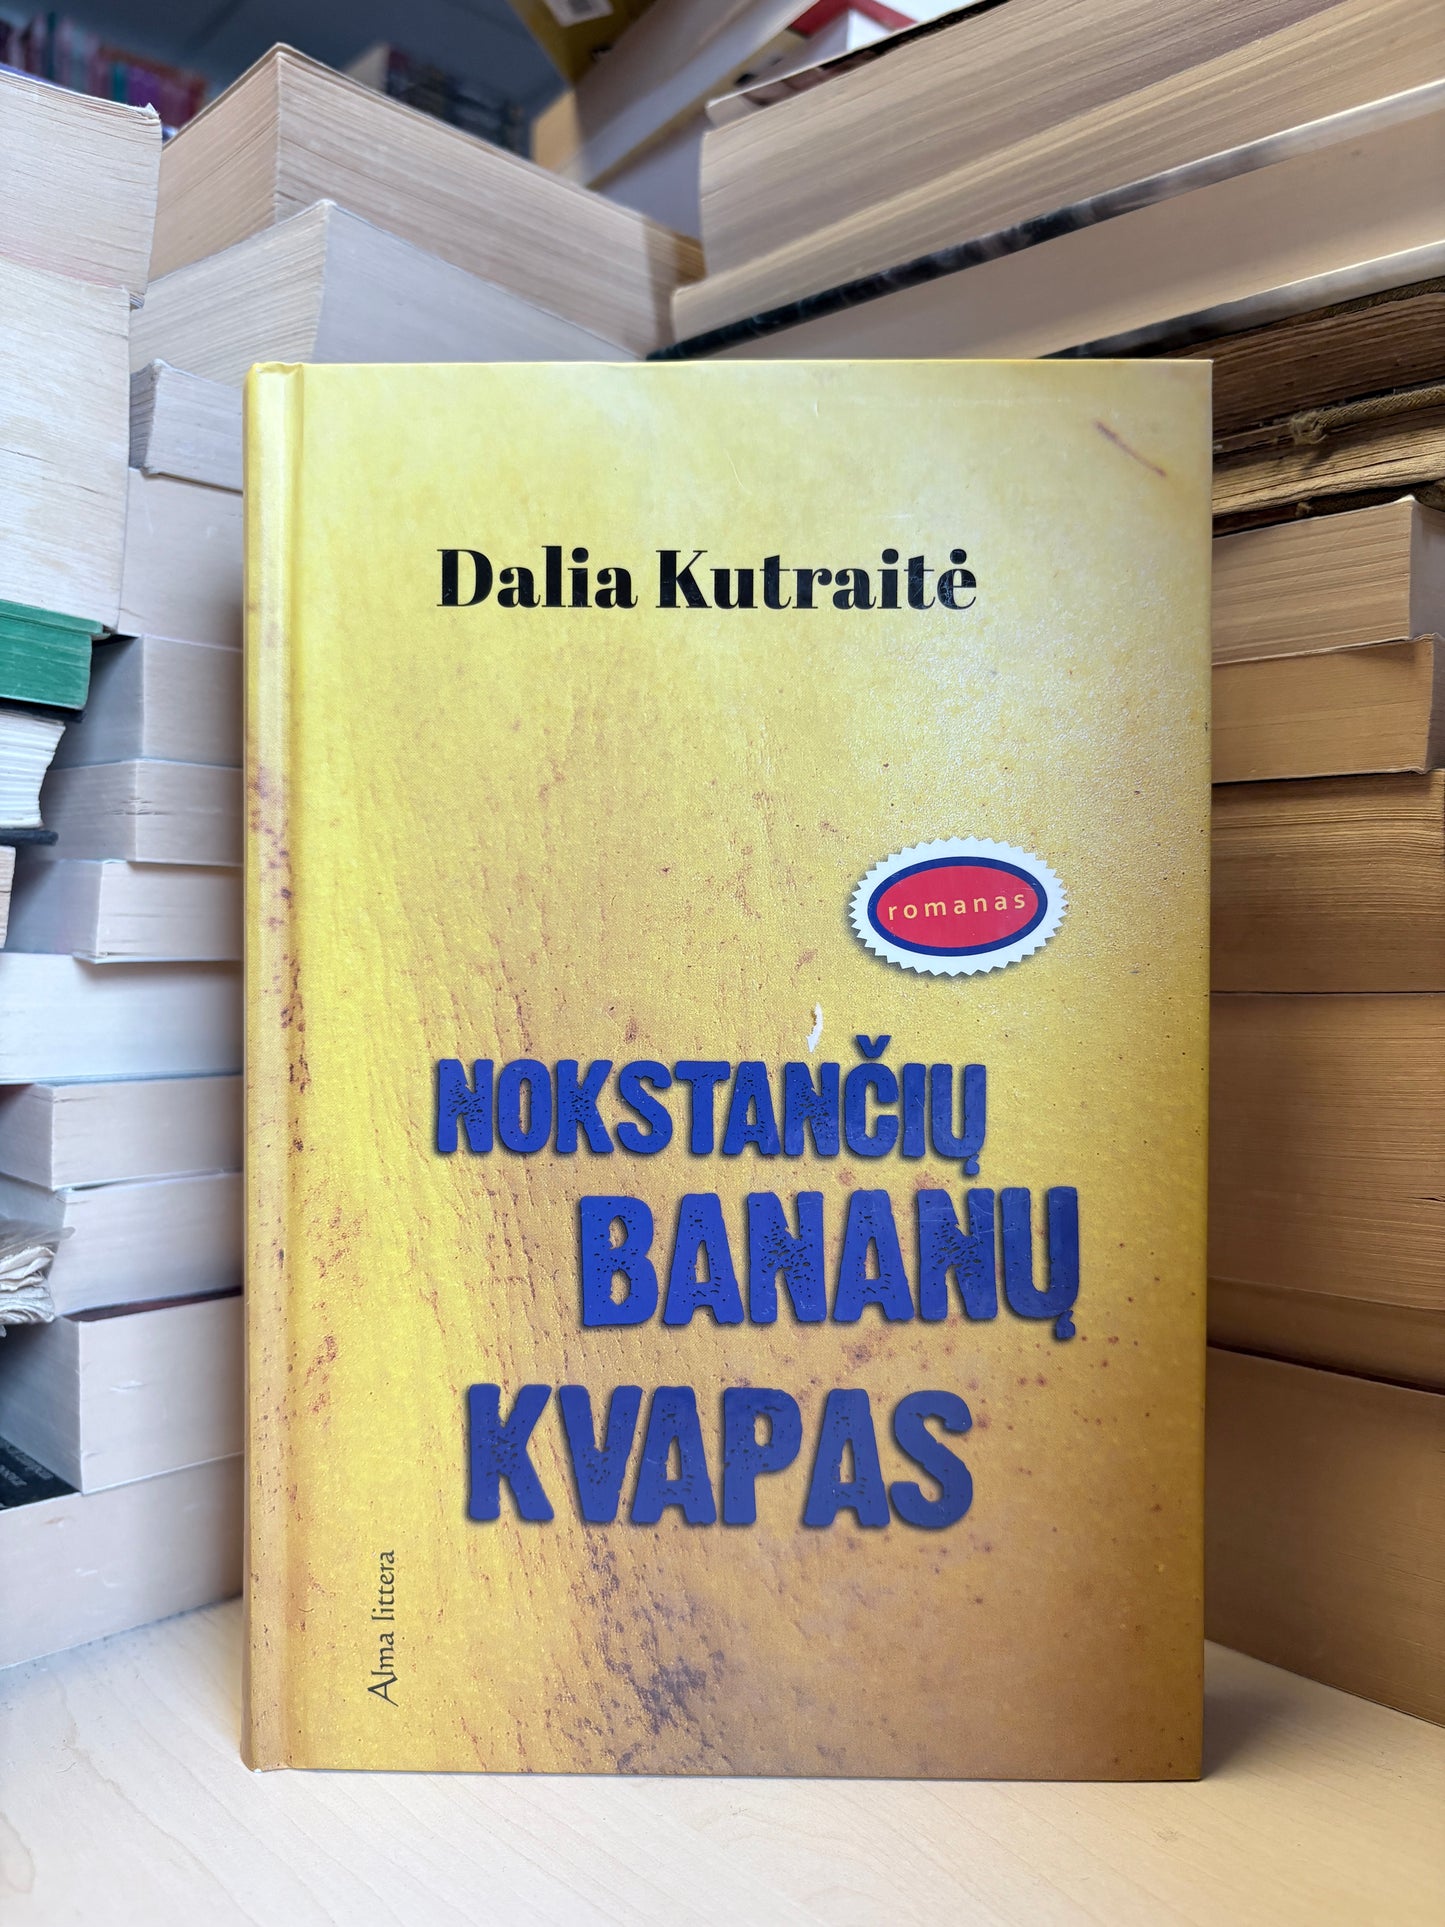 Dalia Kutraitė
romanas
NOKSTANČIŲ
BANANŲ
KVAPAS
Alma littera